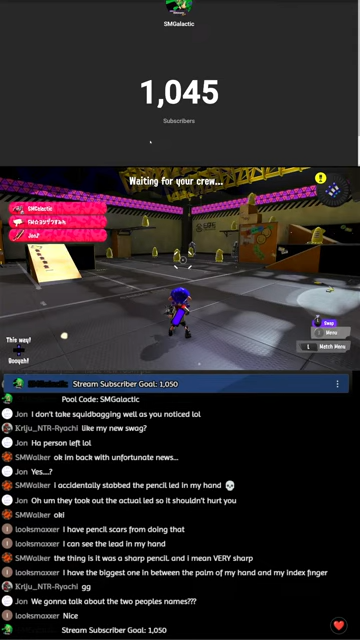 SMGalactic
1,045
Subscribers
Waiting for your crew...
SMGalactic
JonJ'
Swap
Menu
L Match Menu
This way!
Booyah!
SMGalactic Stream Subscriber Goal: 1,050
Pool Code: SMGalactic
Jon I don't take squidbagging well as you noticed lol
Kriju_NTR-Ryachi like my new swag?
Jon Ha person left lol
SMWalker ok im back with unfortunate news...
Jon Yes....?
SMWalker I accidentally stabbed the pencil led in my hand 💀
Jon Oh um they took out the actual led so it shouldn't hurt you
SMWalker oki
looksmaxxer I have pencil scars from doing that
looksmaxxer I can see the lead in my hand
SMWalker the thing is it was a sharp pencil, and i mean VERY sharp
looksmaxxer I have the biggest one in between the palm of my hand and my index finger
Kriju_NTR-Ryachi gg
Jon We gonna talk about the two peoples names???
looksmaxxer Nice
Stream Subscriber Goal: 1,050